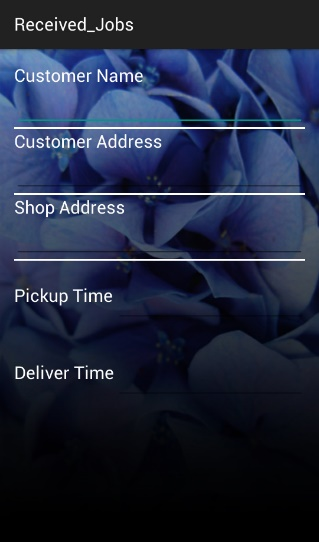 Received_Jobs
Customer Name
Customer Address
Shop Address
Pickup Time
Deliver Time